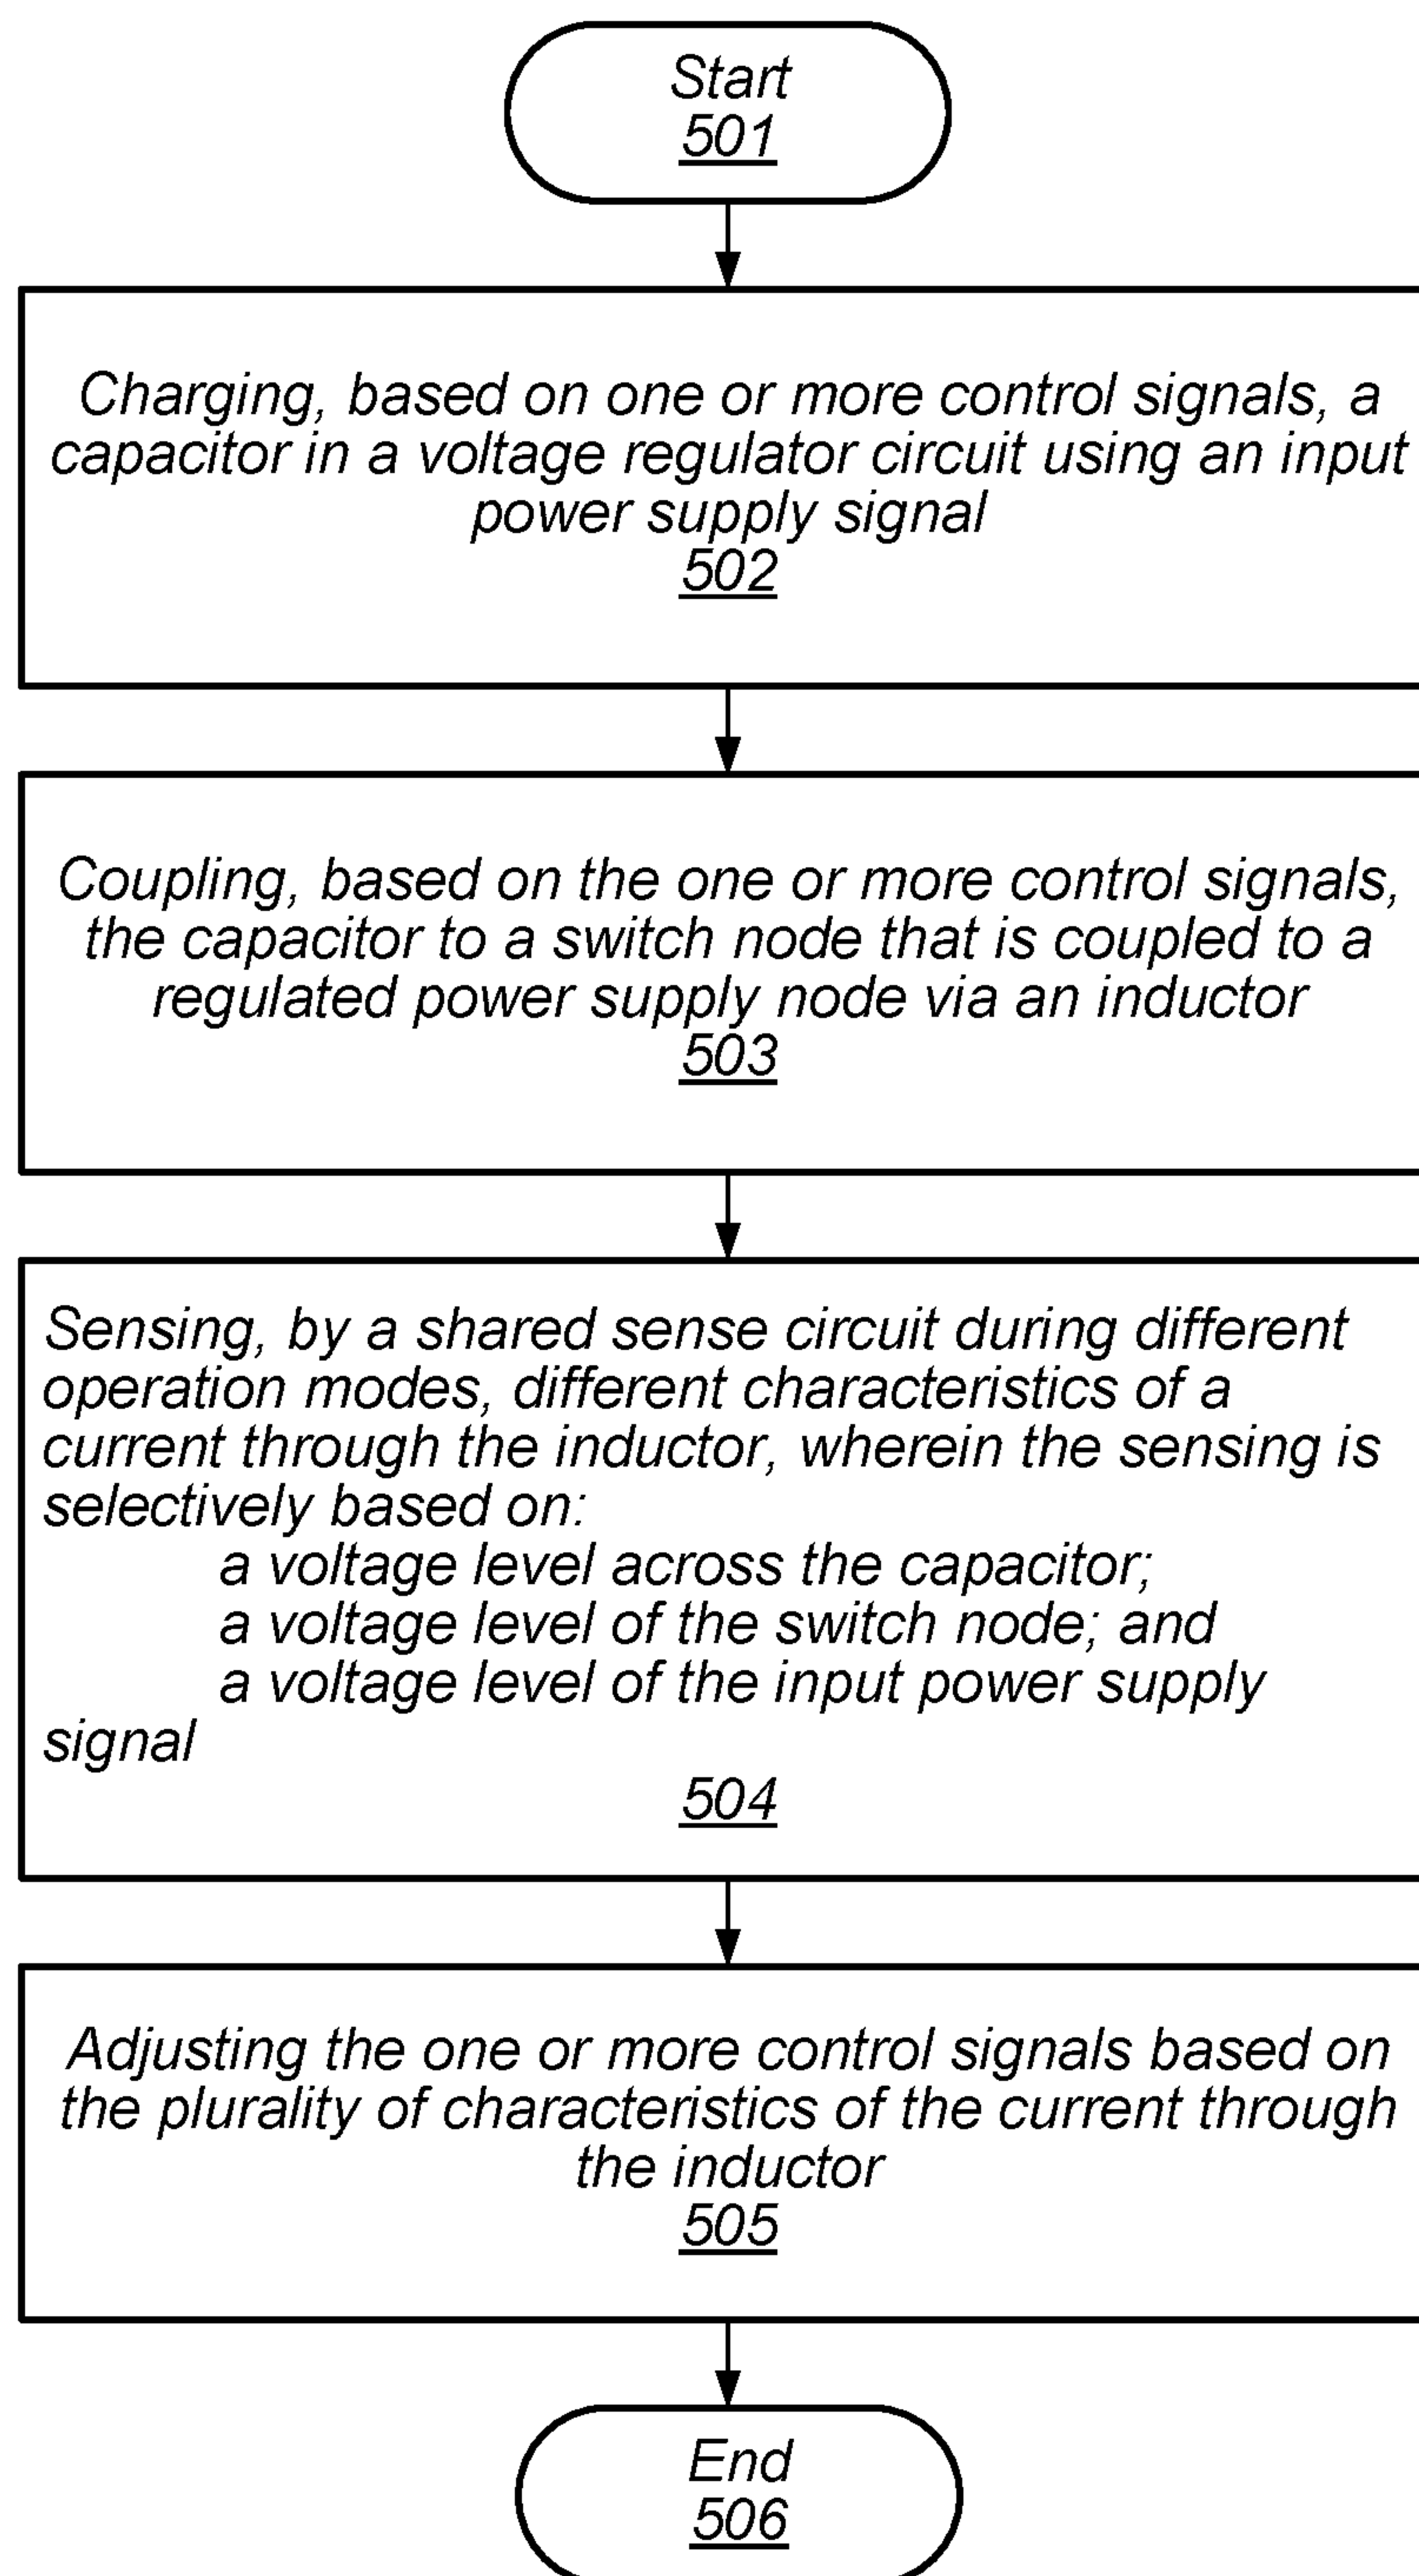 Start
501
Charging, based on one or more control signals, a
capacitor in a voltage regulator circuit using an input
power supply signal
502
Coupling, based on the one or more control signals,
the capacitor to a switch node that is coupled to a
regulated power supply node via an inductor
503
Sensing, by a shared sense circuit during different
operation modes, different characteristics of a
current through the inductor, wherein the sensing is
selectively based on:
a voltage level across the capacitor;
a voltage level of the switch node; and
a voltage level of the input power supply
signal
504
Adjusting the one or more control signals based on
the plurality of characteristics of the current through
the inductor
505
End
506